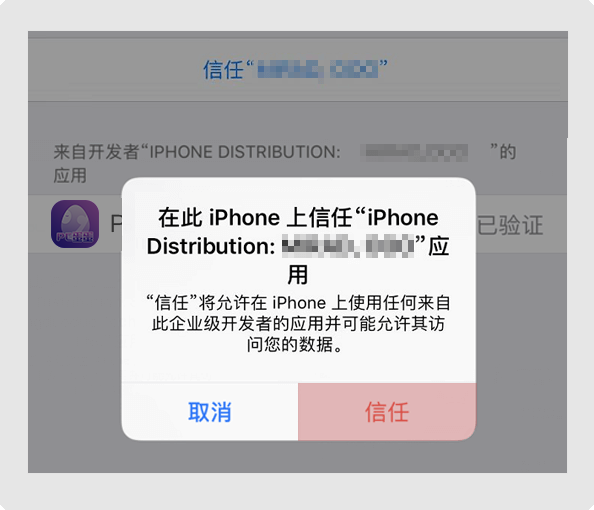 信任“ ”
来自开发者“IPHONE DISTRIBUTION: ”的
应用
P 已验证
在此 iPhone 上信任“iPhone
Distribution: ”应
用
“信任”将允许在 iPhone 上使用任何来自
此企业级开发者的应用并可能允许其访
问您的数据。
取消 信任